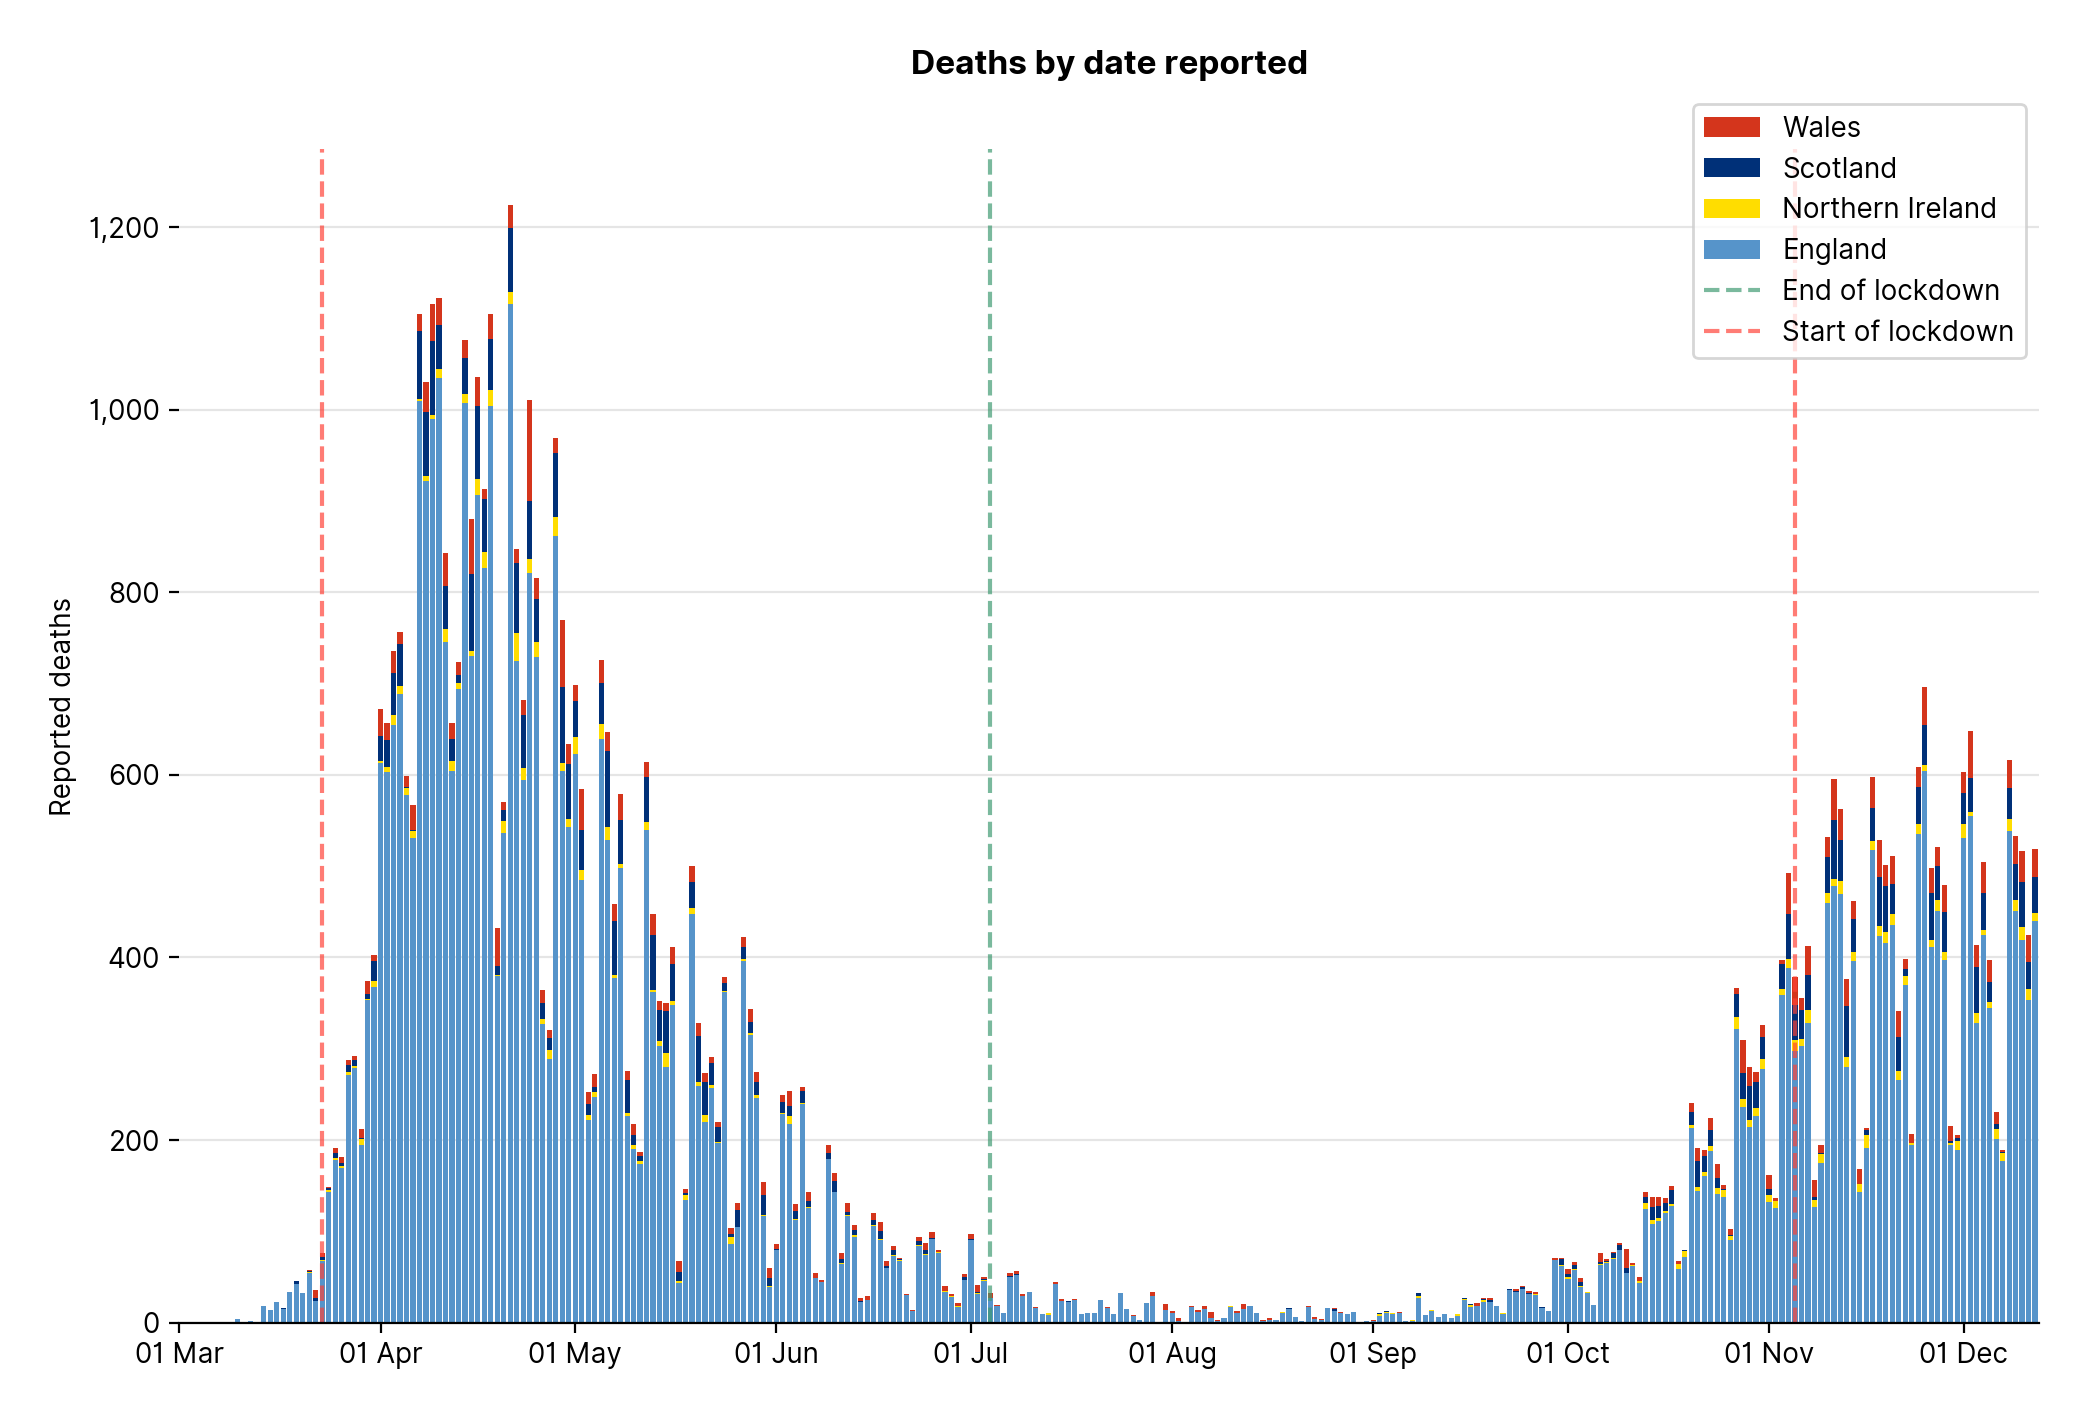 Deaths by date reported
Wales
Scotland
Northern Ireland
England
End of lockdown
Start of lockdown
Reported deaths
1,200
1,000
800
600
400
200
0
01 Mar
01 Apr
01 May
01 Jun
01 Jul
01 Aug
01 Sep
01 Oct
01 Nov
01 Dec